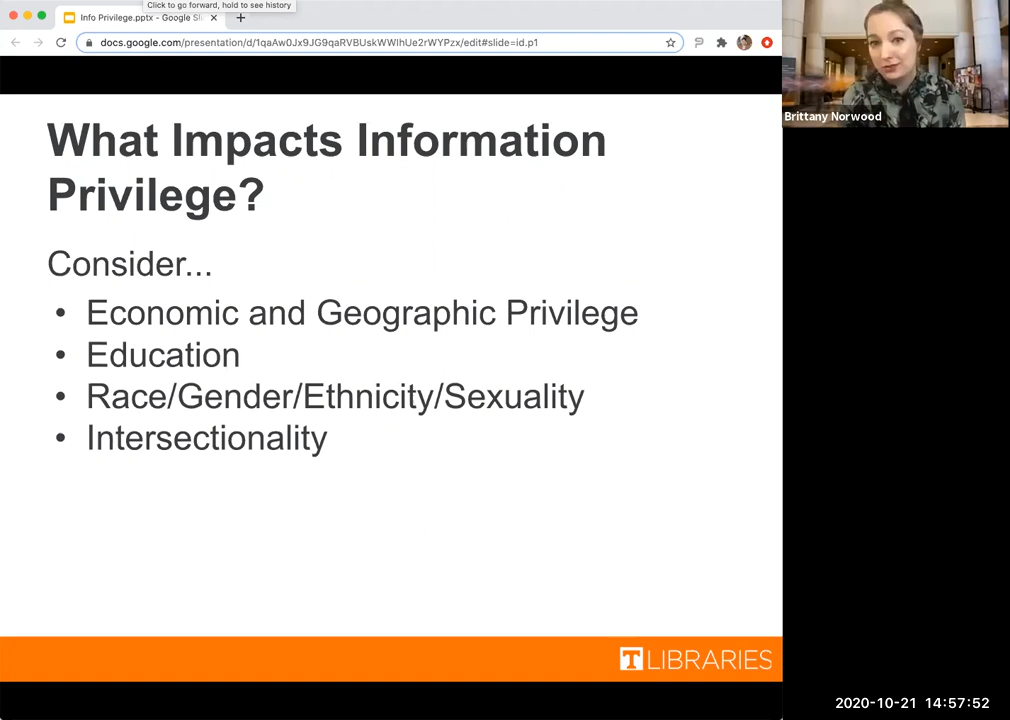 Click to go forward, hold to see history
Info Privilege.pptx - Google Sl
docs.google.com/presentation/d/1qaAw0Jx9JG9qaRVBUskWWlhUe2rWYPzx/edit#slide=id.p1
Brittany Norwood
What Impacts Information
Privilege?
Consider...
• Economic and Geographic Privilege
• Education
• Race/Gender/Ethnicity/Sexuality
• Intersectionality
T LIBRARIES
2020-10-21 14:57:52